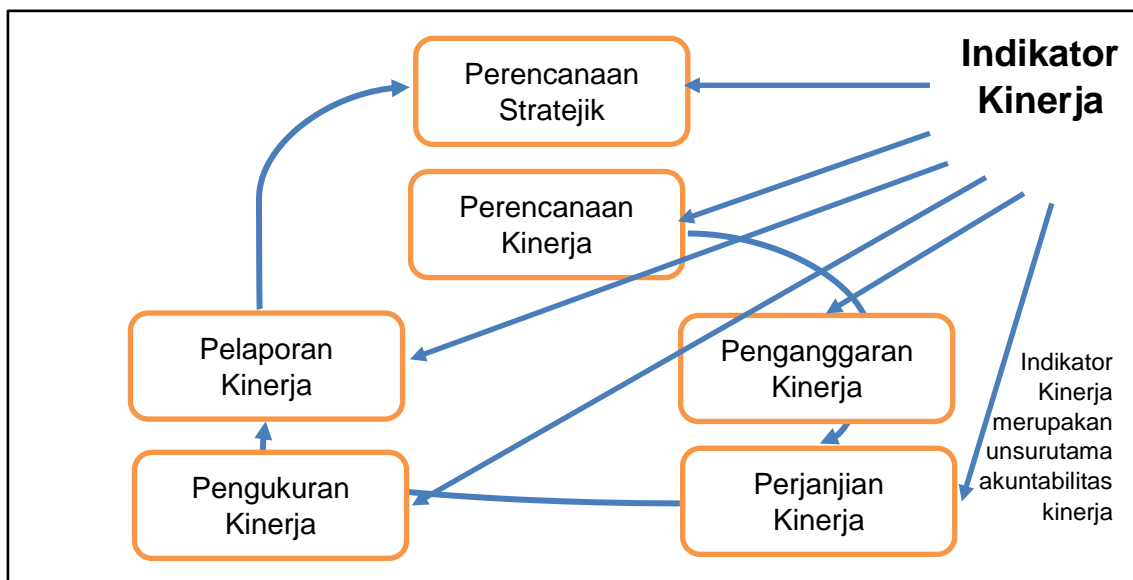 Indikator
Kinerja
Perencanaan
Stratejik
Perencanaan
Kinerja
Pelaporan
Kinerja
Penganggaran
Kinerja
Pengukuran
Kinerja
Perjanjian
Kinerja
Indikator
Kinerja
merupakan
unsurutama
akuntabilitas
kinerja